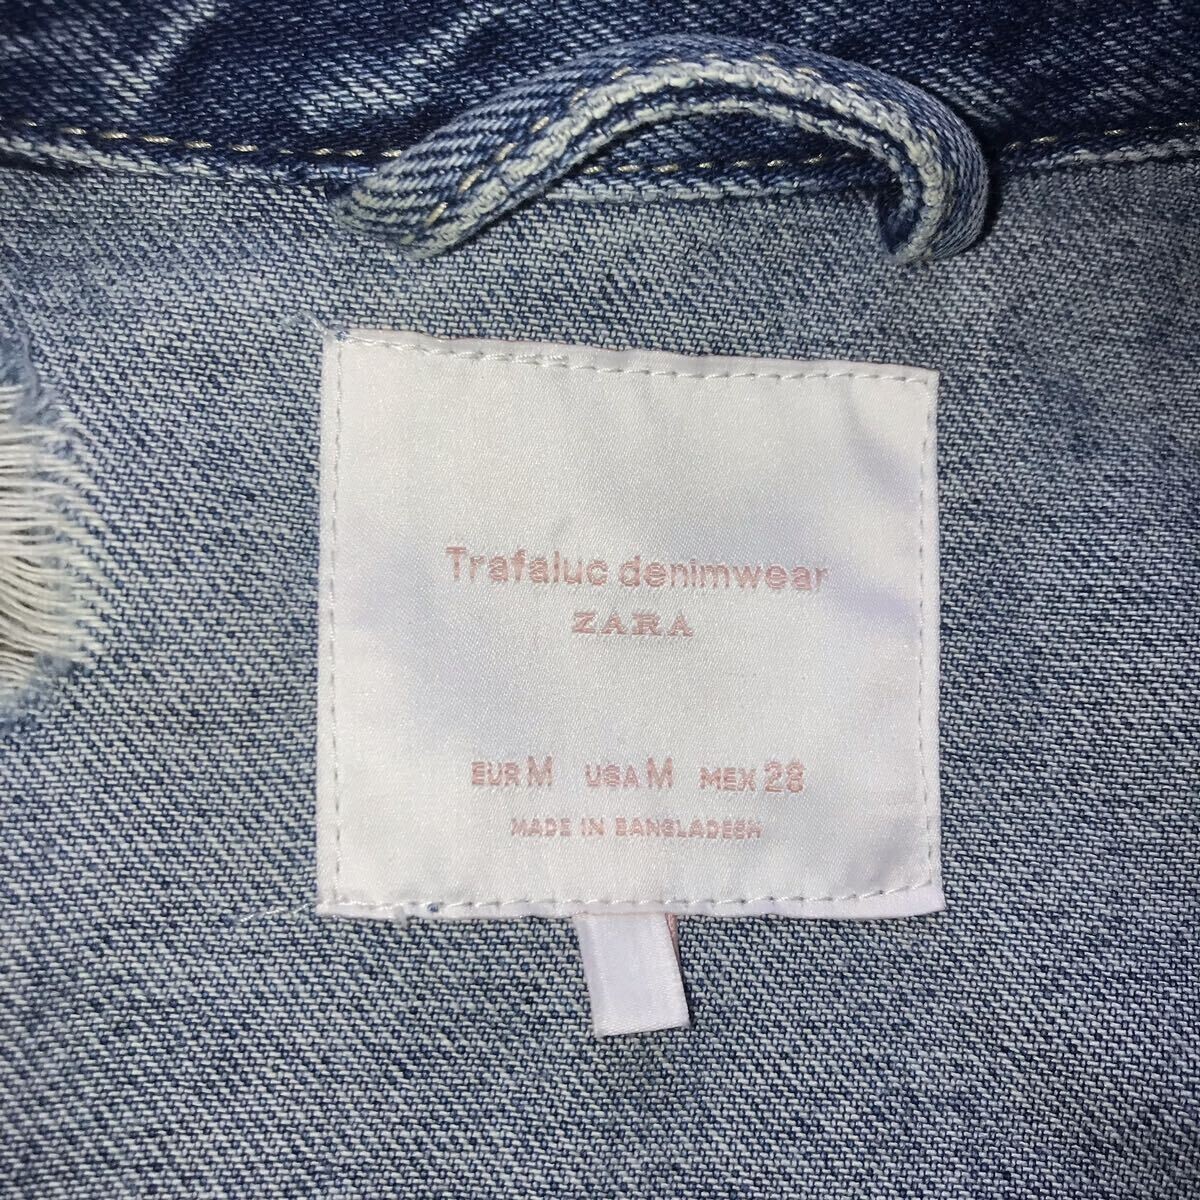 Trafaluc denimwear
ZARA
EUR M USA M MEX 28
MADE IN BANGLADESH